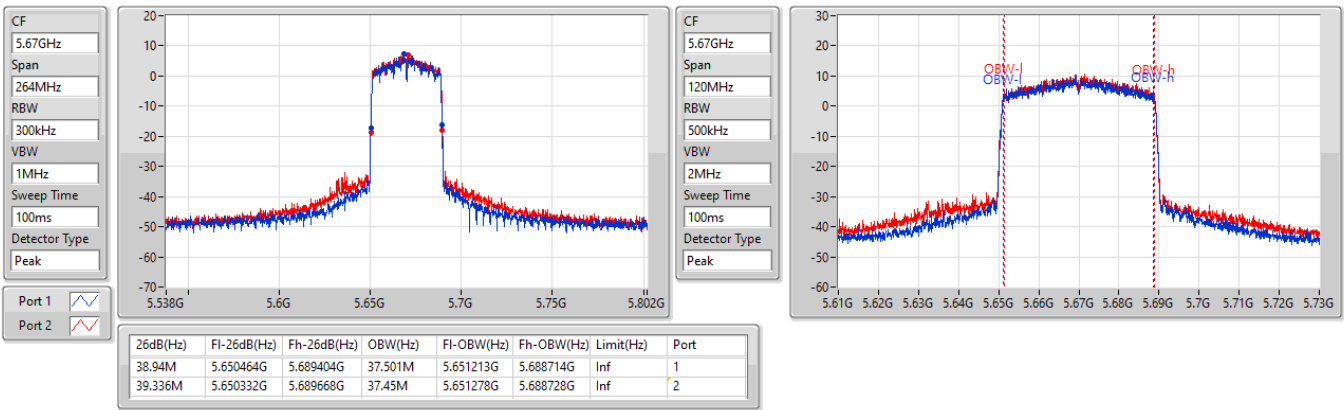 CF
5.67GHz
Span
264MHz
RBW
300kHz
VBW
1MHz
Sweep Time
100ms
Detector Type
Peak
Port 1
Port 2
20-
10-
0-
-10-
-20-
-30-
-40-
-50-
-60-
-70-
5.538G 5.6G 5.65G 5.7G 5.75G 5.802G
CF
5.67GHz
Span
120MHz
RBW
500kHz
VBW
2MHz
Sweep Time
100ms
Detector Type
Peak
30-
20-
10-
0-
-10-
-20-
-30-
-40-
-50-
-60-
OBW-l OBW-h
OBW-l OBW-h
5.61G 5.62G 5.63G 5.64G 5.65G 5.66G 5.67G 5.68G 5.69G 5.7G 5.71G 5.72G 5.73G
26dB(Hz) Fl-26dB(Hz) Fh-26dB(Hz) OBW(Hz) Fl-OBW(Hz) Fh-OBW(Hz) Limit(Hz) Port
38.94M 5.650464G 5.689404G 37.501M 5.651213G 5.688714G Inf 1
39.336M 5.650332G 5.689668G 37.45M 5.651278G 5.688728G Inf 2